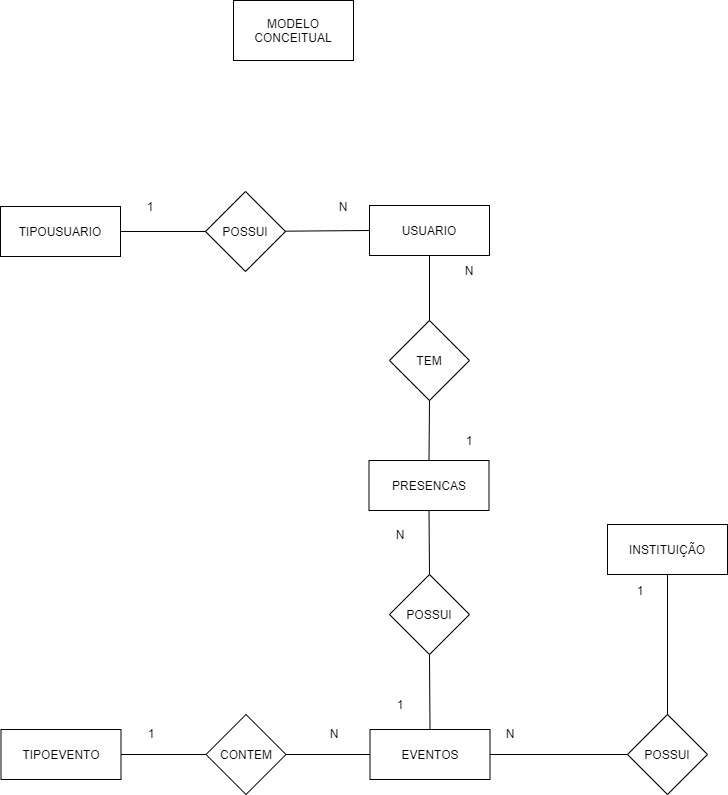 MODELO
CONCEITUAL
1
N
TIPOUSUARIO
POSSUI
USUARIO
N
TEM
1
PRESENCAS
N
INSTITUIÇÃO
1
POSSUI
1
1
N
N
TIPOEVENTO
CONTEM
EVENTOS
POSSUI